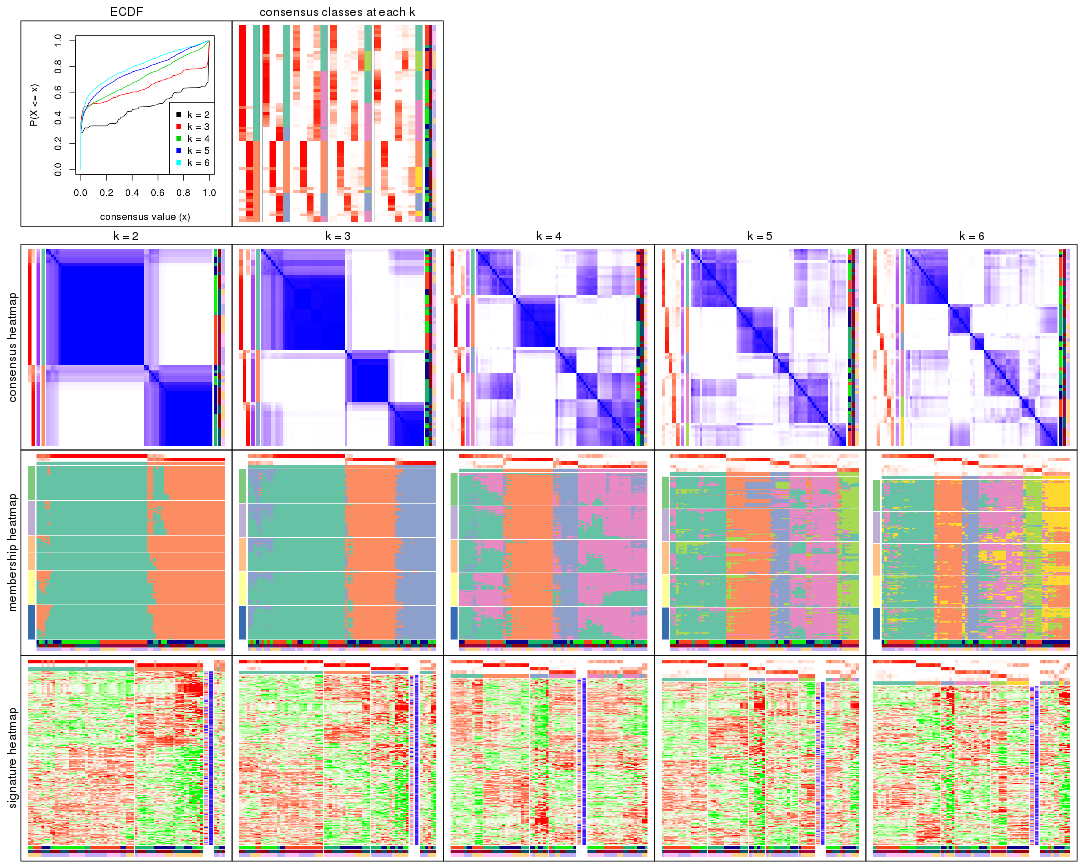 ECDF
consensus classes at each k
P(X <= x)
1.0
0.8
0.6
0.4
0.2
0.0
k = 2
k = 3
k = 4
k = 5
k = 6
0.0 0.2 0.4 0.6 0.8 1.0
consensus value (x)
k = 2
k = 3
k = 4
k = 5
k = 6
consensus heatmap
membership heatmap
signature heatmap